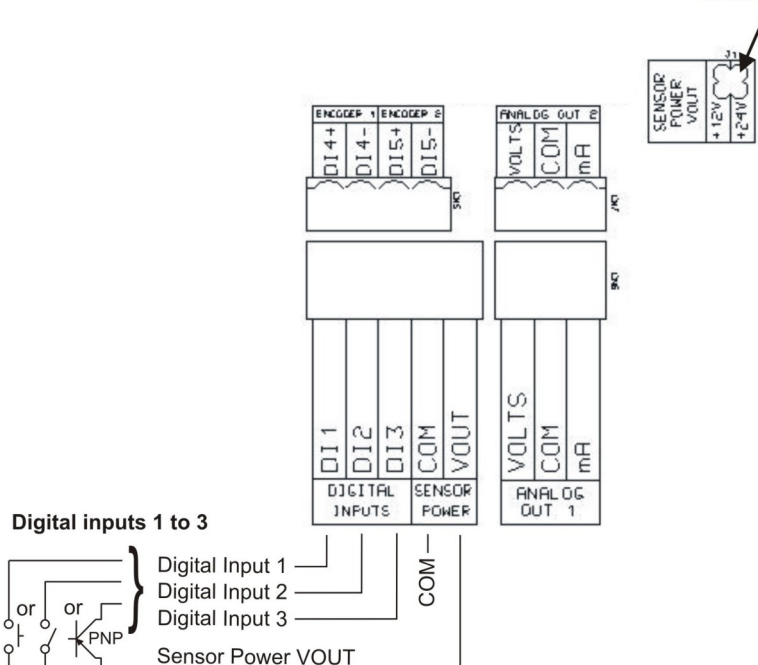 J1
SENSOR
POWER
VOUT
+12V
+24V
ENCODER 1 ENCODER 2
DI4+
DI4-
DI5+
DI5-
ANALOG OUT 2
VOLTS
COM
mA
DI1
DI2
DI3
COM
VOUT
DIGITAL
INPUTS
SENSOR
POWER
VOLTS
COM
mA
ANALOG
OUT 1
Digital inputs 1 to 3
Digital Input 1
Digital Input 2
Digital Input 3
COM
or or
PNP
Sensor Power VOUT